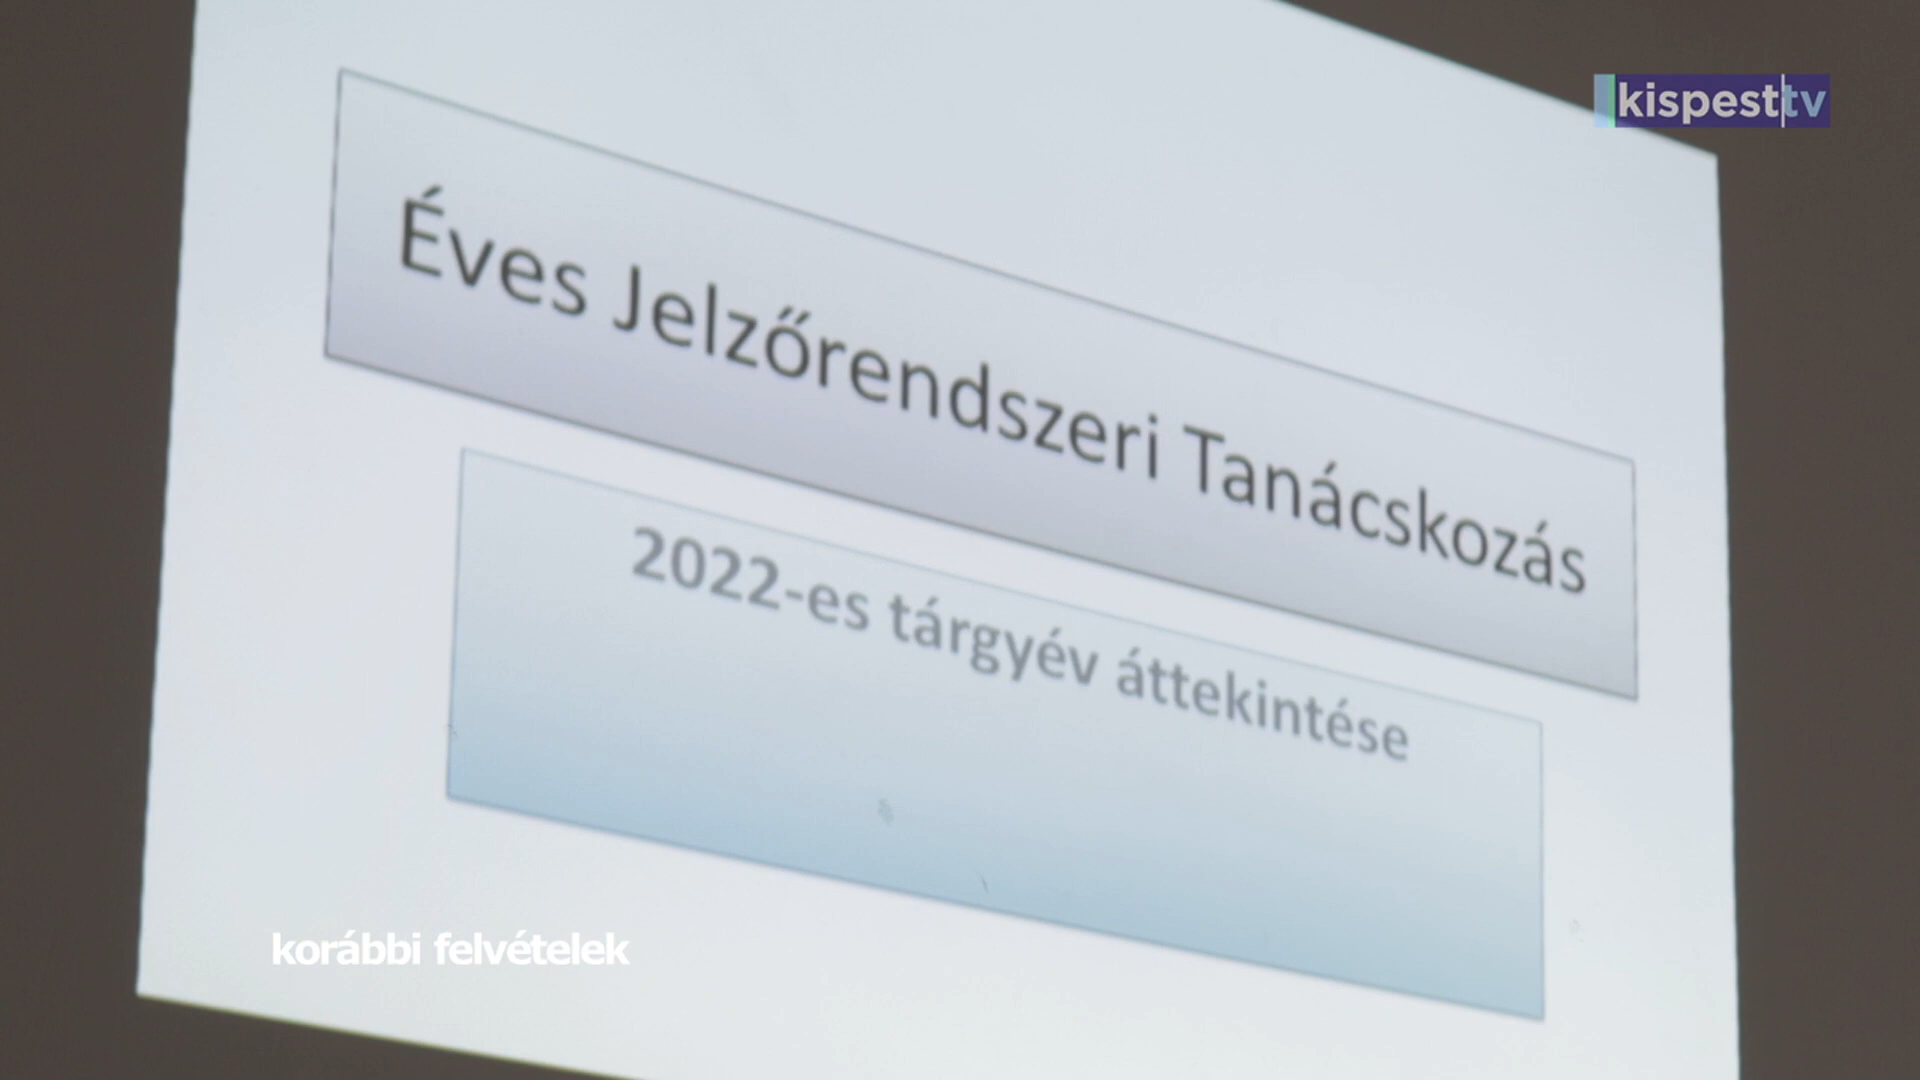 kispest tv
Éves Jelzőrendszeri Tanácskozás
2022-es tárgyév áttekintése
korábbi felvételek